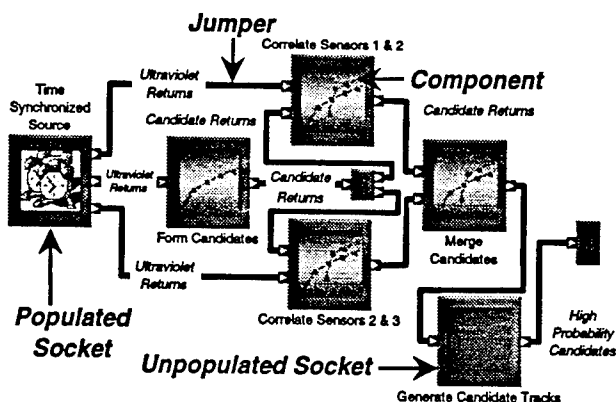 Jumper
Correlate Sensors 1 & 2
Time
Synchronized
Source
Ultraviolet
Returns
Component
Candidate Returns
Candidate Returns
Ultraviolet
Returns
Candidate
Returns
Form Candidates
Merge
Candidates
Ultraviolet
Returns
Populated
Socket
Correlate Sensors 2 & 3
High
Probability
Candidates
Unpopulated Socket
Generate Candidate Tracks